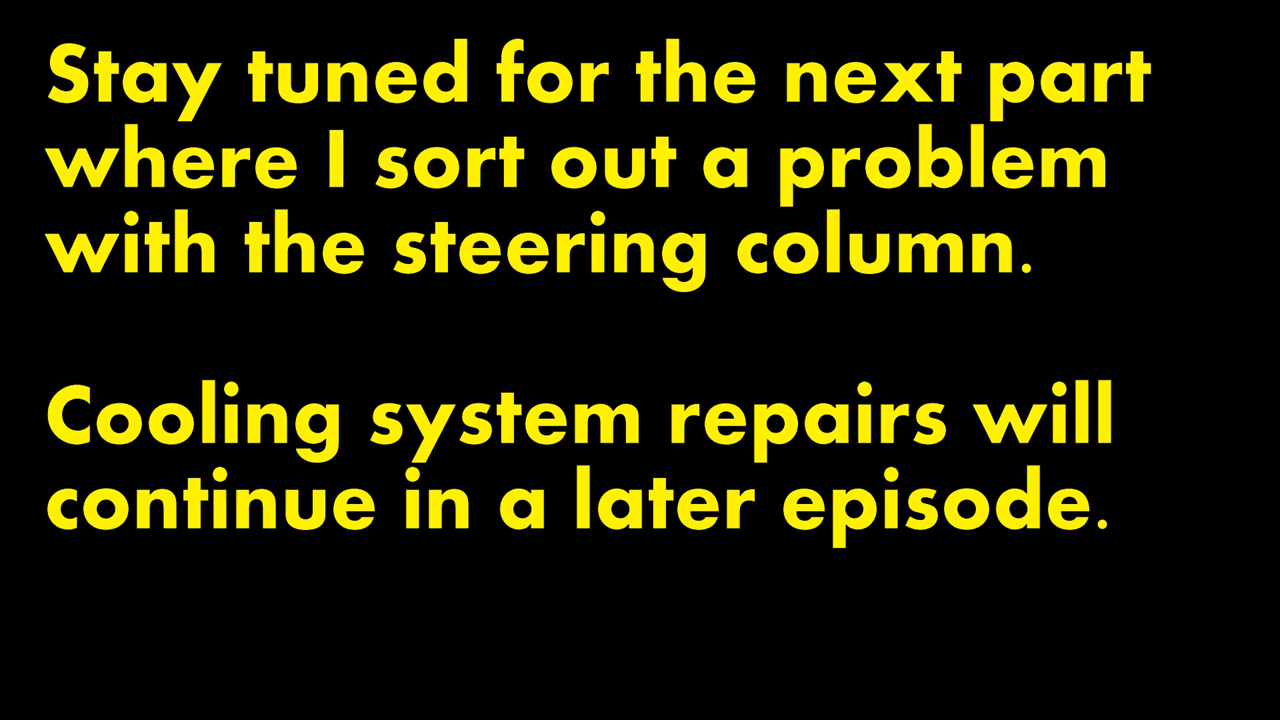 Stay tuned for the next part
where I sort out a problem
with the steering column.
Cooling system repairs will
continue in a later episode.